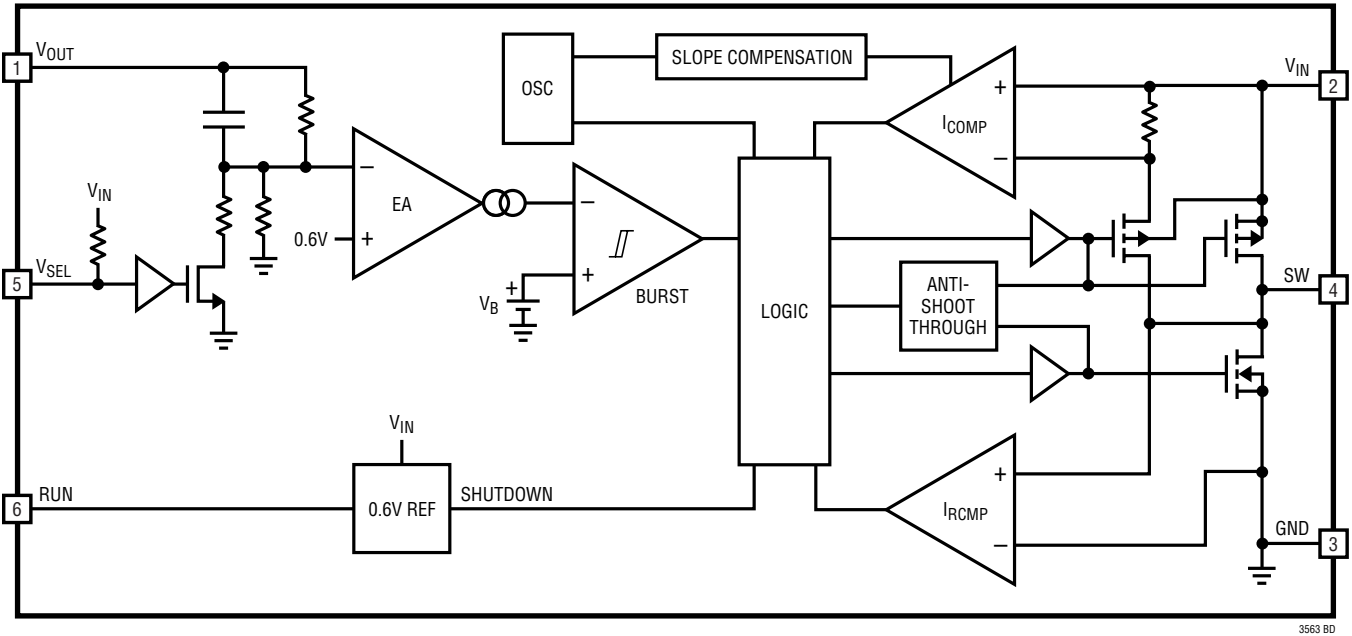 1
VOUT
OSC
SLOPE COMPENSATION
VIN
2
+
ICOMP
–
–
EA
0.6V
+
VIN
–
+
BURST
+
VB
LOGIC
ANTI-
SHOOT
THROUGH
SW
4
5
VSEL
VIN
6
RUN
0.6V REF
SHUTDOWN
+
IRCMP
–
GND
3
3563 BD